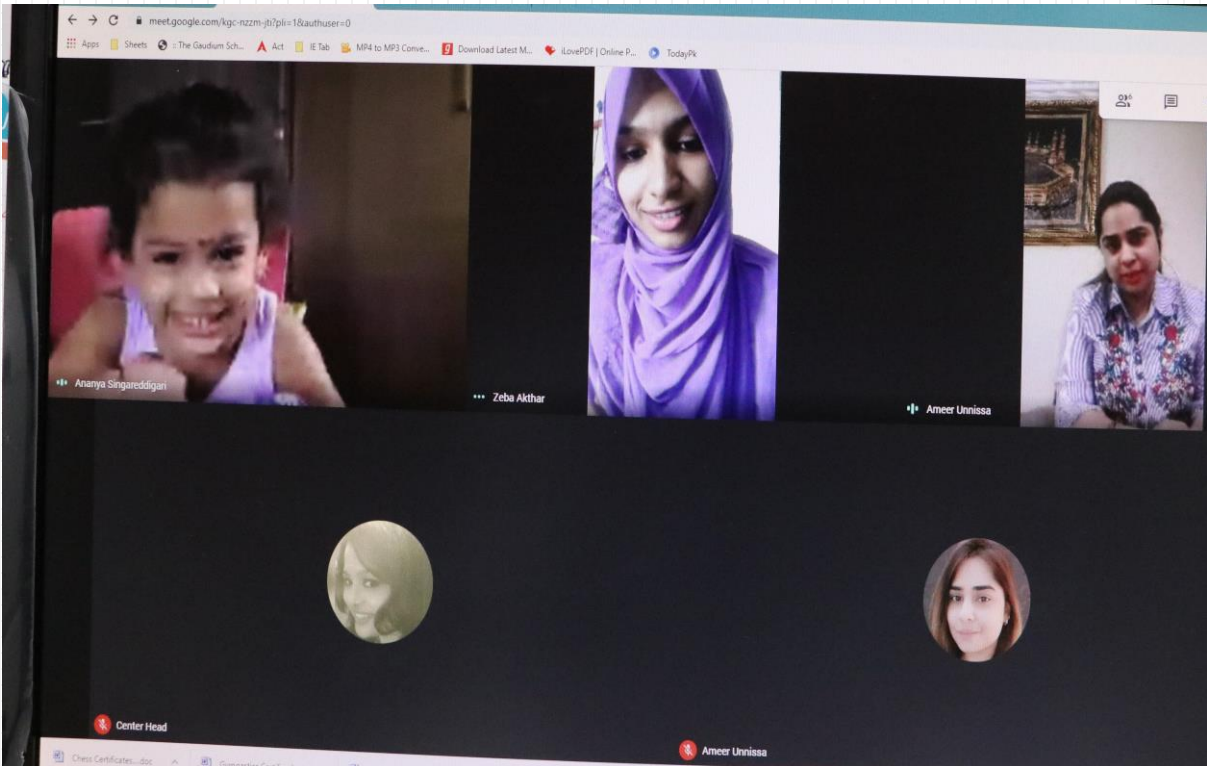 meet.google.com/kgc-nzzm-jti?pli=1&authuser=0
Apps Sheets :: The Gaudium Sch... Act IE Tab MP4 to MP3 Conve... Download Latest M... iLovePDF | Online P... TodayPk
Ananya Singareddigari
Zeba Akthar
Ameer Unnissa
Center Head
Ameer Unnissa
Chess Certificates....doc